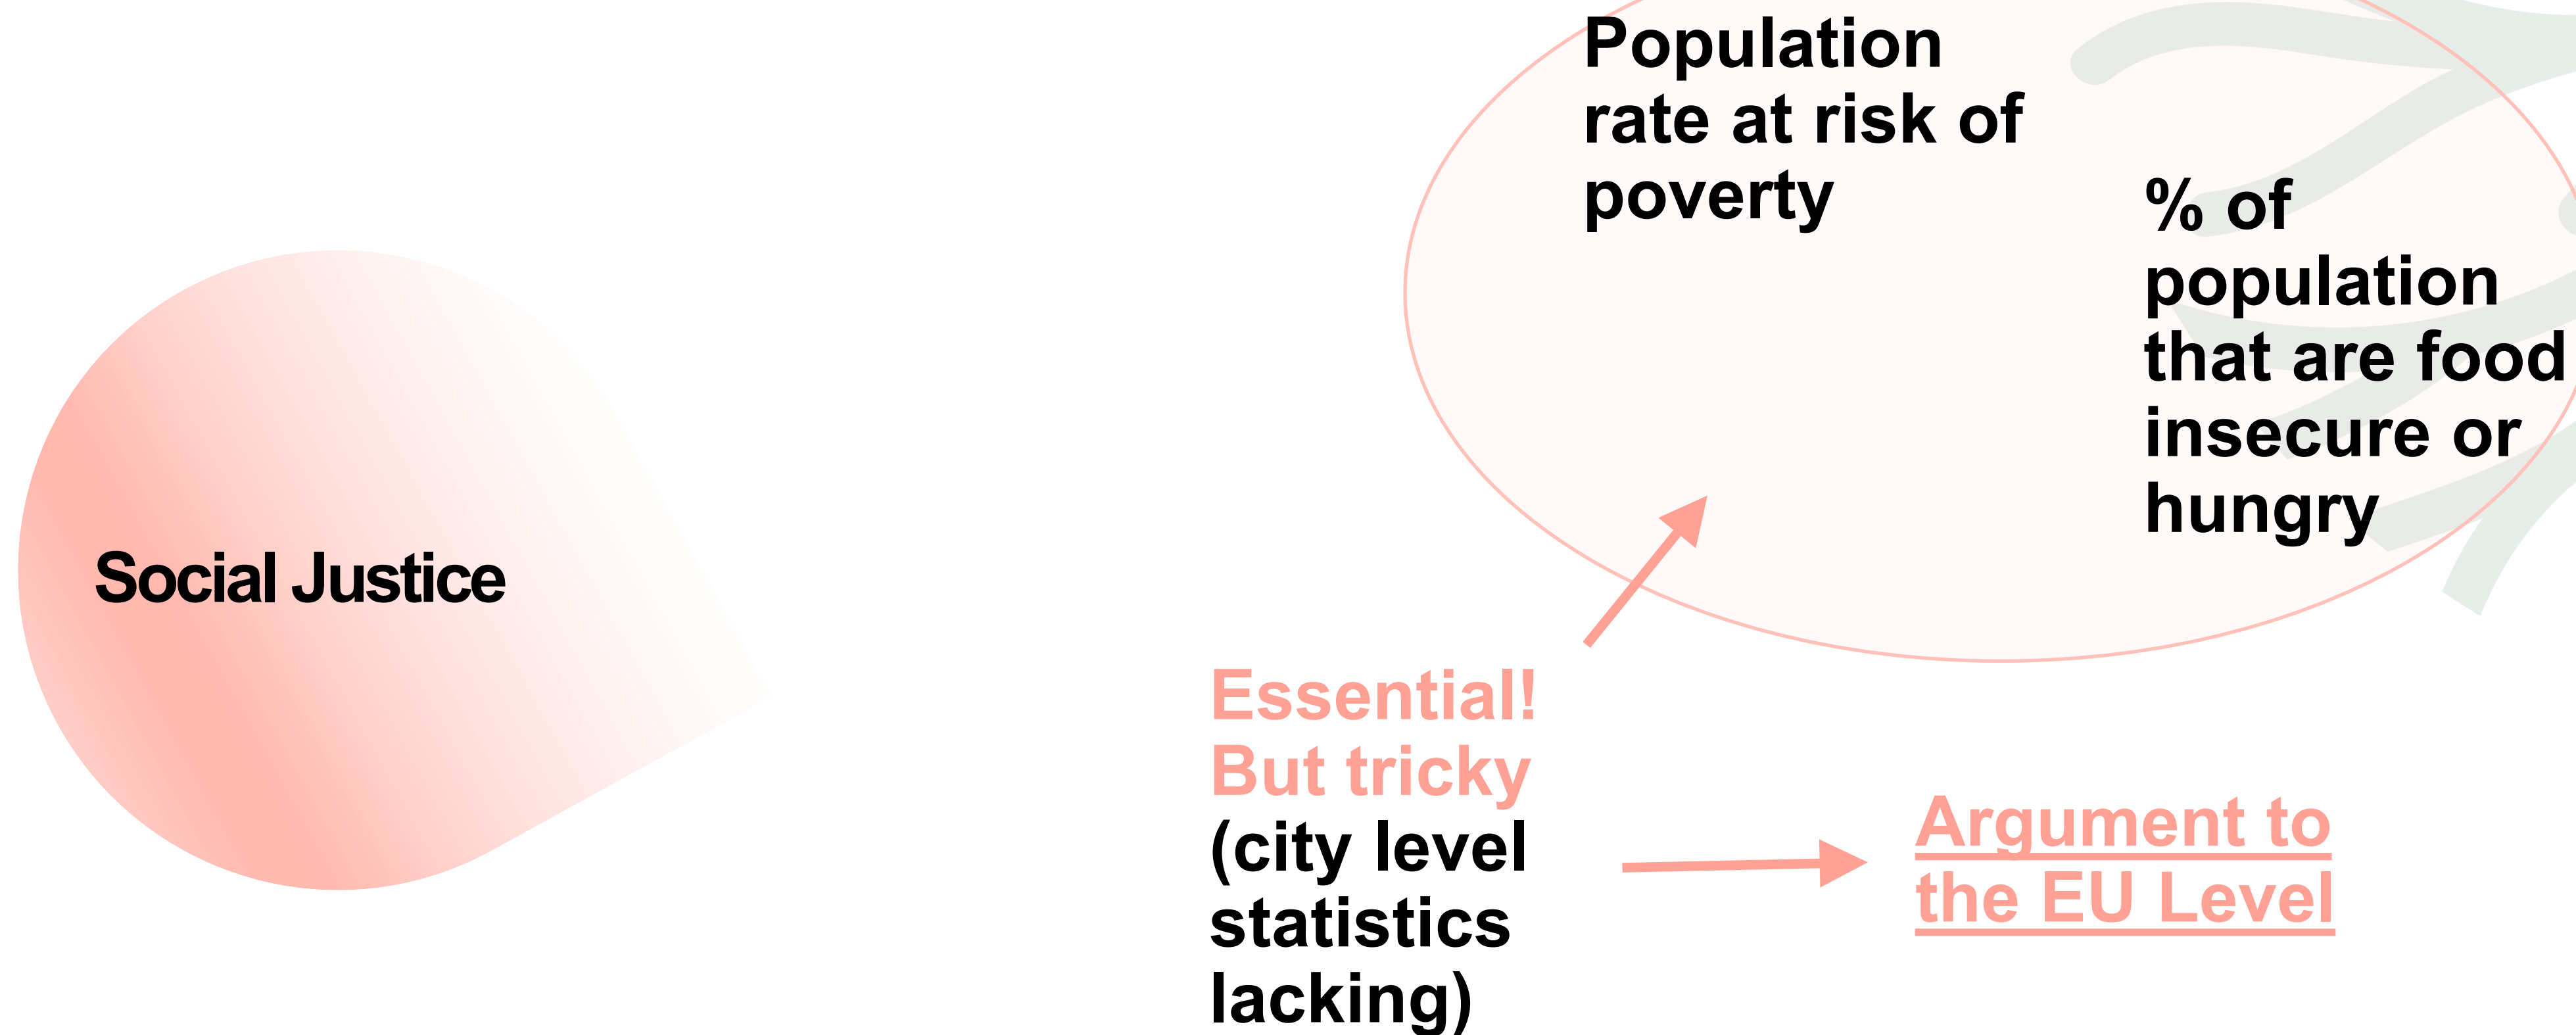 Population
rate at risk of
poverty
% of
population
that are food
insecure or
hungry
Social Justice
Essential!
But tricky
(city level
statistics
lacking)
Argument to
the EU Level